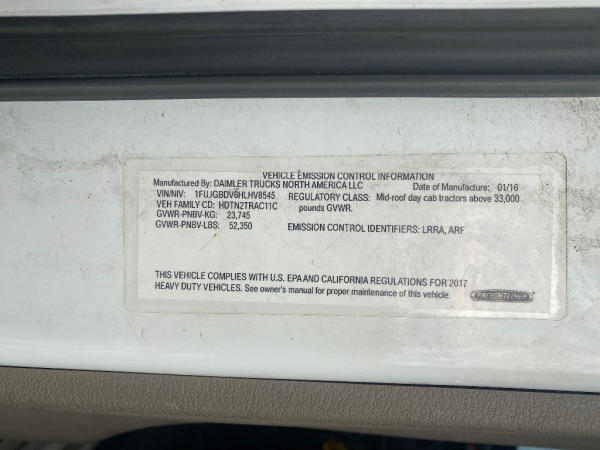 VEHICLE EMISSION CONTROL INFORMATION
Manufactured By: DAIMLER TRUCKS NORTH AMERICA LLC Date of Manufacture: 01/16
VIN/NIV: 1FUJGBDV6HLHV8545 REGULATORY CLASS: Mid-roof day cab tractors above 33,000
VEH FAMILY CD: HDTN2TRAC11C pounds GVWR.
GVWR-PNBV-KG: 23,745
GVWR-PNBV-LBS: 52,350 EMISSION CONTROL IDENTIFIERS: LRRA, ARF
THIS VEHICLE COMPLIES WITH U.S. EPA AND CALIFORNIA REGULATIONS FOR 2017
HEAVY DUTY VEHICLES. See owner's manual for proper maintenance of this vehicle.
FREIGHTLINER